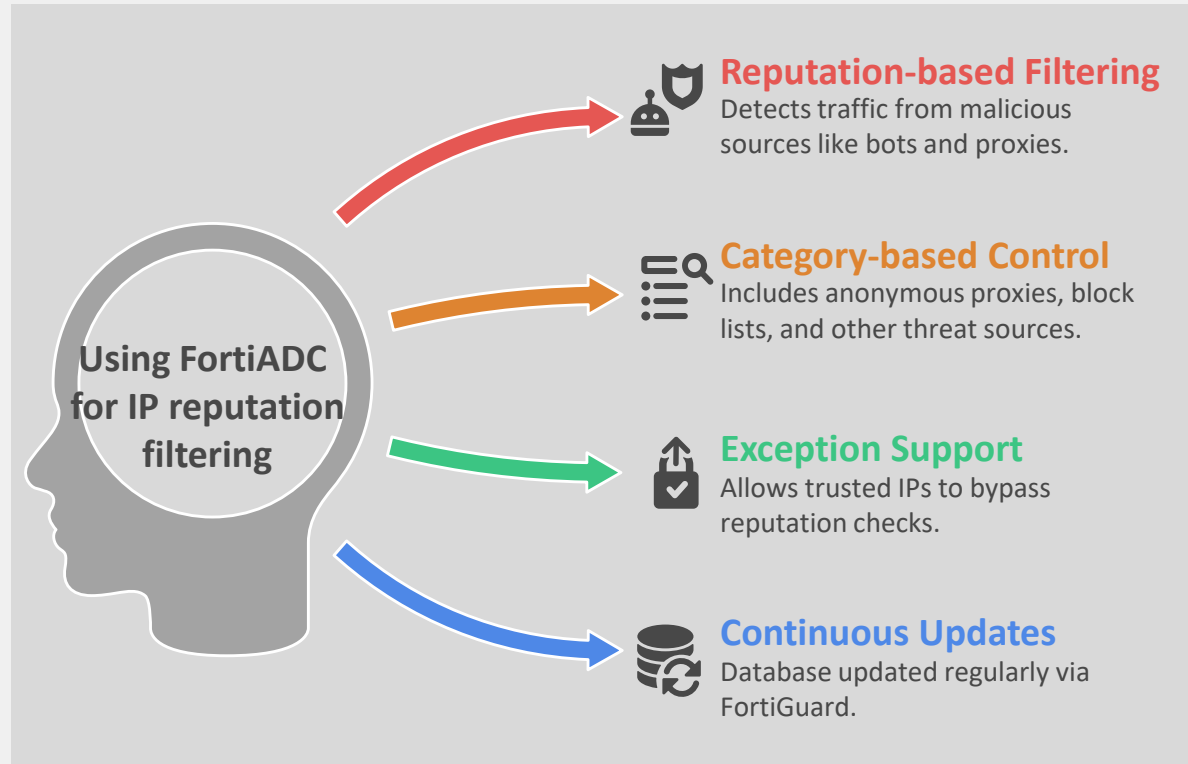 Using FortiADC
for IP reputation
filtering
Reputation-based Filtering
Detects traffic from malicious
sources like bots and proxies.
Category-based Control
Includes anonymous proxies, block
lists, and other threat sources.
Exception Support
Allows trusted IPs to bypass
reputation checks.
Continuous Updates
Database updated regularly via
FortiGuard.